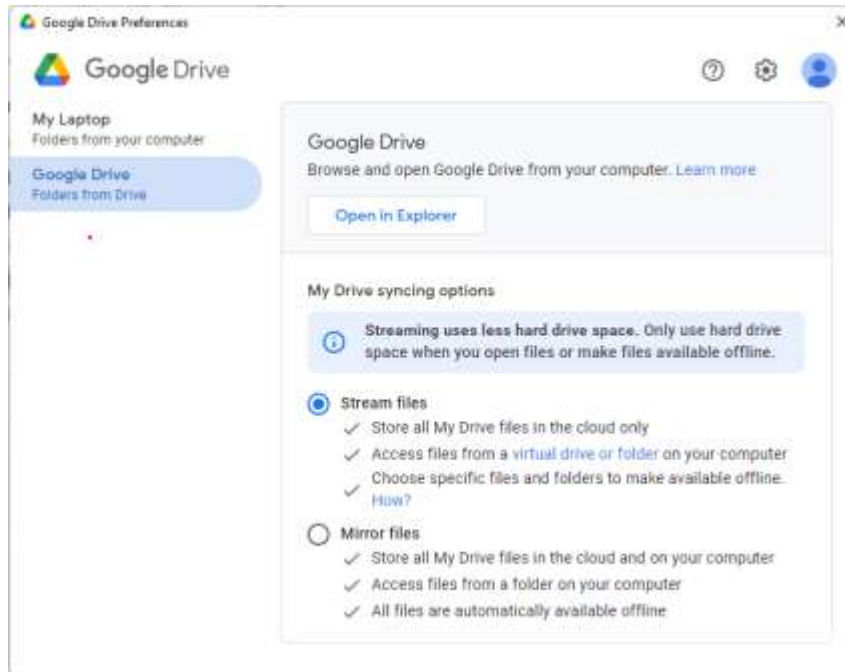 Google Drive Preferences
Google Drive
My Laptop
Folders from your computer
Google Drive
Folders from Drive
Google Drive
Browse and open Google Drive from your computer. Learn more
Open in Explorer
My Drive syncing options
Streaming uses less hard drive space. Only use hard drive
space when you open files or make files available offline.
Stream files
Store all My Drive files in the cloud only
Access files from a virtual drive or folder on your computer
Choose specific files and folders to make available offline.
How?
Mirror files
Store all My Drive files in the cloud and on your computer
Access files from a folder on your computer
All files are automatically available offline